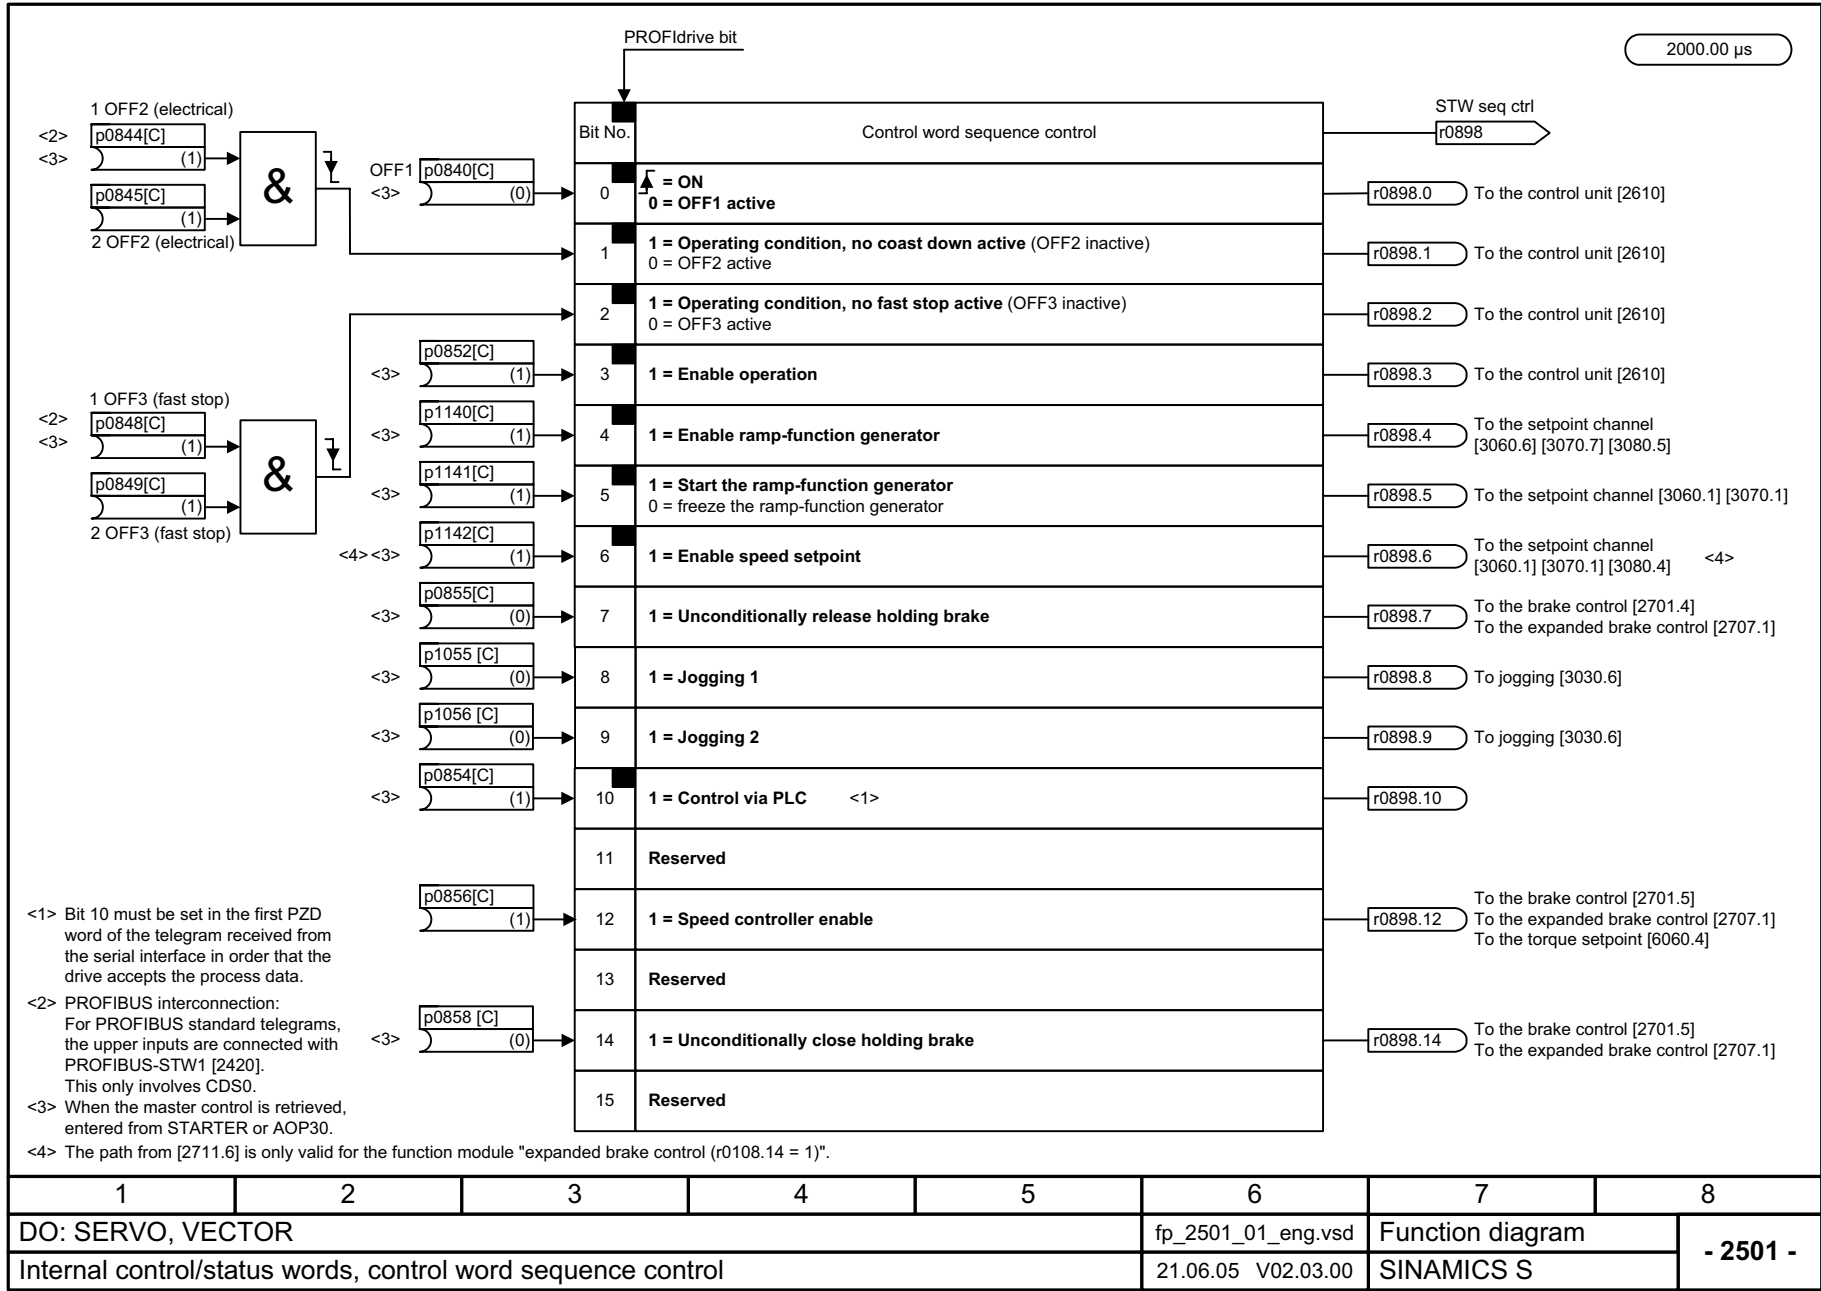 PROFIdrive bit
2000.00 µs
1 OFF2 (electrical)
<2>
p0844[C]
<3>
(1)
p0845[C]
(1)
2 OFF2 (electrical)
&
Bit No.
Control word sequence control
STW seq ctrl
r0898
OFF1
p0840[C]
<3>
(0)
0
= ON
0 = OFF1 active
r0898.0
To the control unit [2610]
1
1 = Operating condition, no coast down active (OFF2 inactive)
0 = OFF2 active
r0898.1
To the control unit [2610]
2
1 = Operating condition, no fast stop active (OFF3 inactive)
0 = OFF3 active
r0898.2
To the control unit [2610]
p0852[C]
<3>
(1)
3
1 = Enable operation
r0898.3
To the control unit [2610]
1 OFF3 (fast stop)
<2>
p0848[C]
<3>
(1)
p0849[C]
(1)
2 OFF3 (fast stop)
&
p1140[C]
<3>
(1)
4
1 = Enable ramp-function generator
r0898.4
To the setpoint channel
[3060.6] [3070.7] [3080.5]
p1141[C]
<3>
(1)
5
1 = Start the ramp-function generator
0 = freeze the ramp-function generator
r0898.5
To the setpoint channel [3060.1] [3070.1]
p1142[C]
<4> <3>
(1)
6
1 = Enable speed setpoint
r0898.6
To the setpoint channel
[3060.1] [3070.1] [3080.4]
<4>
p0855[C]
<3>
(0)
7
1 = Unconditionally release holding brake
r0898.7
To the brake control [2701.4]
To the expanded brake control [2707.1]
p1055 [C]
<3>
(0)
8
1 = Jogging 1
r0898.8
To jogging [3030.6]
p1056 [C]
<3>
(0)
9
1 = Jogging 2
r0898.9
To jogging [3030.6]
p0854[C]
<3>
(1)
10
1 = Control via PLC <1>
r0898.10
11
Reserved
p0856[C]
(1)
12
1 = Speed controller enable
r0898.12
To the brake control [2701.5]
To the expanded brake control [2707.1]
To the torque setpoint [6060.4]
13
Reserved
p0858 [C]
<3>
(0)
14
1 = Unconditionally close holding brake
r0898.14
To the brake control [2701.5]
To the expanded brake control [2707.1]
15
Reserved
<1> Bit 10 must be set in the first PZD
word of the telegram received from
the serial interface in order that the
drive accepts the process data.
<2> PROFIBUS interconnection:
For PROFIBUS standard telegrams,
the upper inputs are connected with
PROFIBUS-STW1 [2420].
This only involves CDS0.
<3> When the master control is retrieved,
entered from STARTER or AOP30.
<4> The path from [2711.6] is only valid for the function module "expanded brake control (r0108.14 = 1)".
1 2 3 4 5 6 7 8
DO: SERVO, VECTOR
fp_2501_01_eng.vsd
Function diagram
- 2501 -
Internal control/status words, control word sequence control
21.06.05 V02.03.00
SINAMICS S